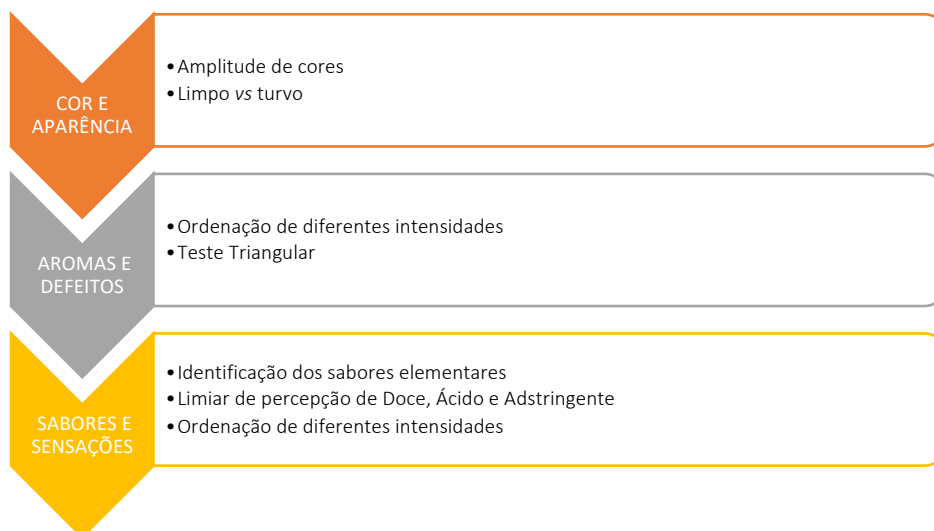 COR E
APARÊNCIA
•Amplitude de cores
•Limpo vs turvo
AROMAS E
DEFEITOS
•Ordenação de diferentes intensidades
•Teste Triangular
SABORES E
SENSAÇÕES
•Identificação dos sabores elementares
•Limiar de percepção de Doce, Ácido e Adstringente
•Ordenação de diferentes intensidades